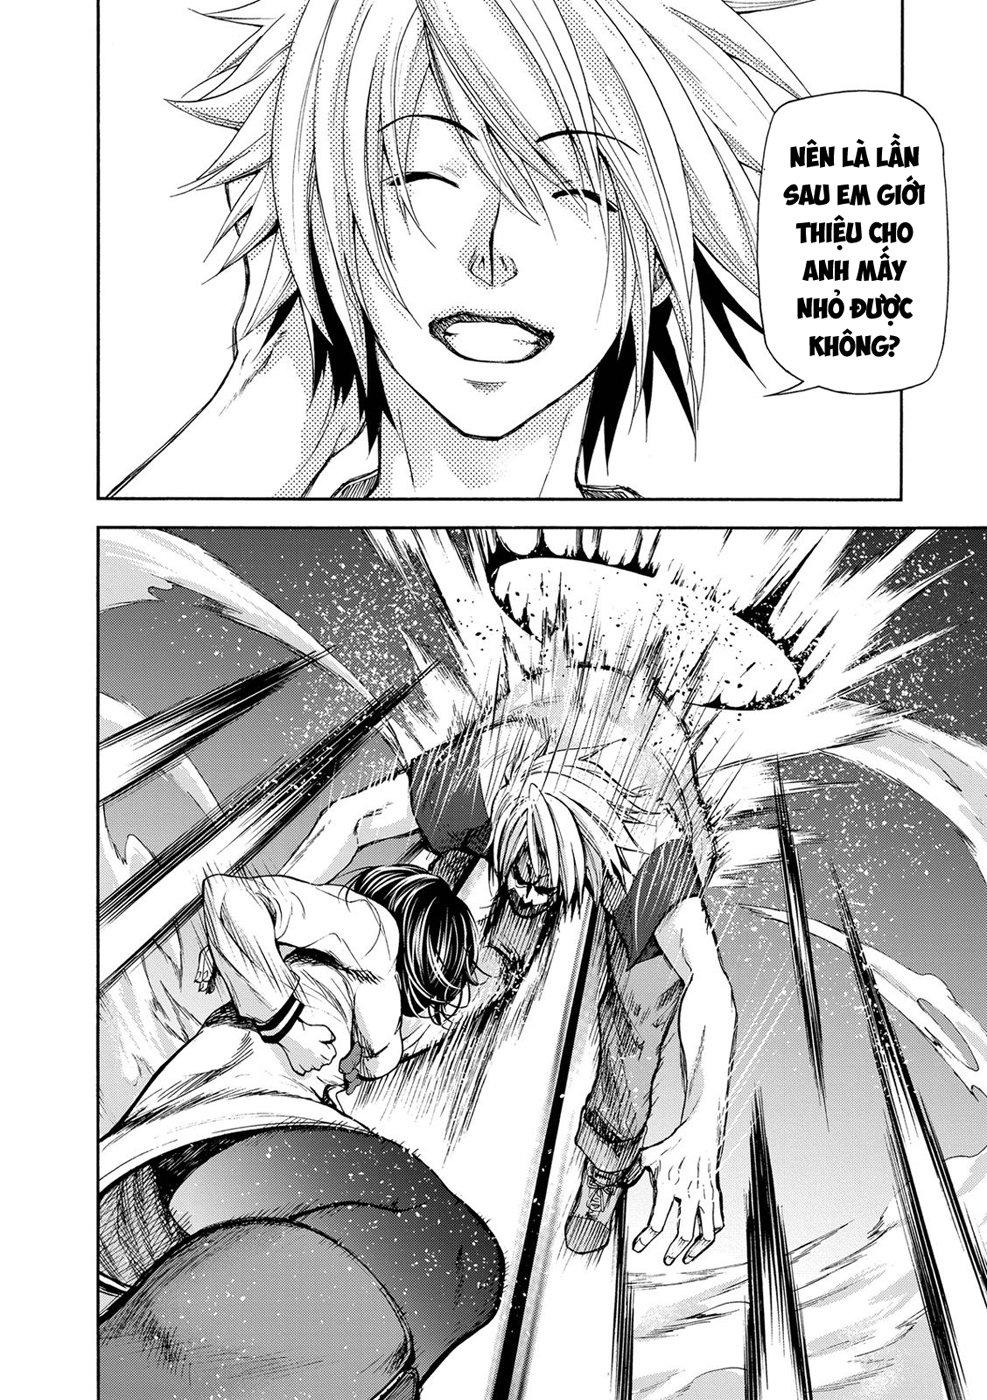 NÊN LÀ LẦN
SAU EM GIỚI
THIỆU CHO
ANH MẤY
NHỎ ĐƯỢC
KHÔNG?